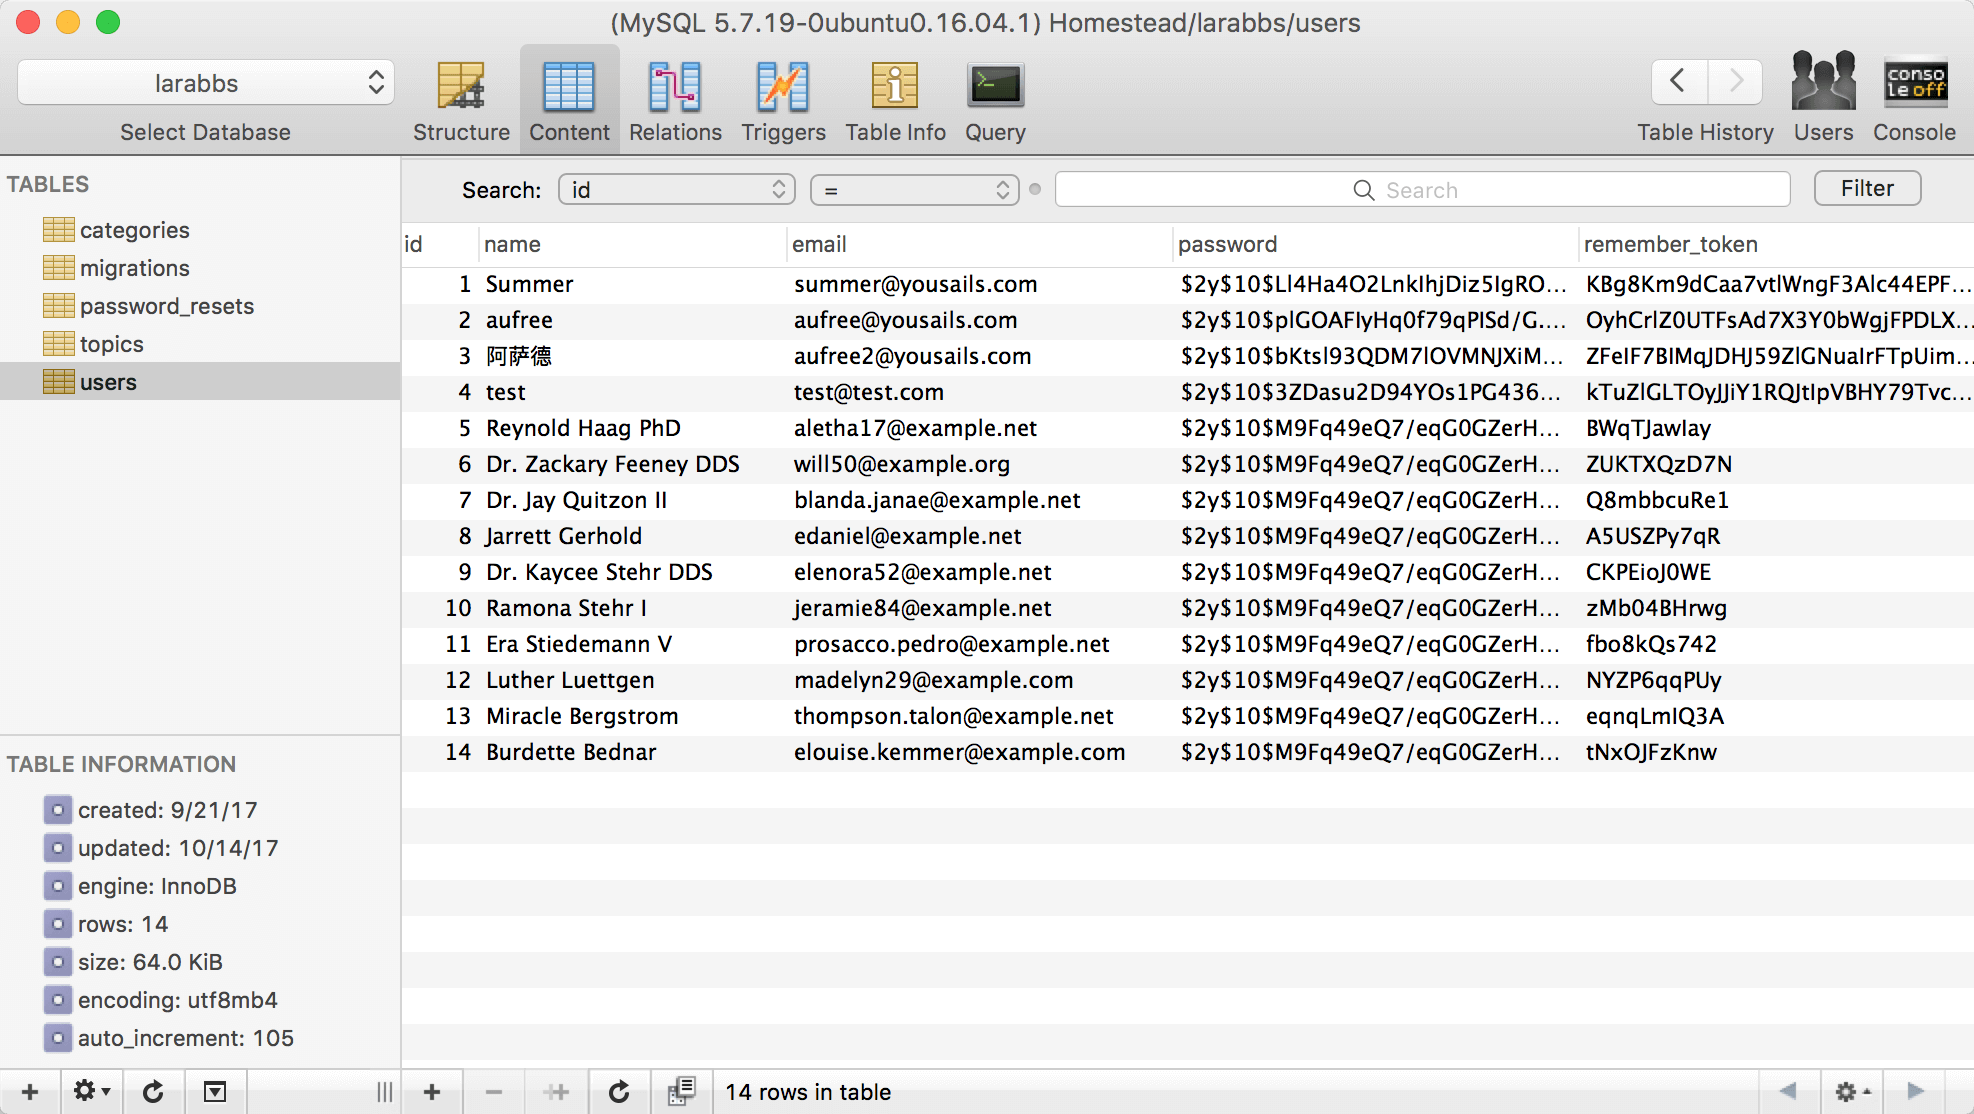 (MySQL 5.7.19-0ubuntu0.16.04.1) Homestead/larabbs/users
larabbs
Select Database
Structure
Content
Relations
Triggers
Table Info
Query
Table History
Users
conso
le off
Console
TABLES
categories
migrations
password_resets
topics
users
TABLE INFORMATION
created: 9/21/17
updated: 10/14/17
engine: InnoDB
rows: 14
size: 64.0 KiB
encoding: utf8mb4
auto_increment: 105
Search: id = Search Filter
id name email password remember_token
1 Summer summer@yousails.com $2y$10$Ll4Ha4O2LnkIhjDiz5IgRO... KBg8Km9dCaa7vtlWngF3Alc44EPF...
2 aufree aufree@yousails.com $2y$10$plGOAFIyHq0f79qPISd/G.... OyhCrlZ0UTFsAd7X3Y0bWgjFPDLX...
3 阿萨德 aufree2@yousails.com $2y$10$bKtsl93QDM7lOVMNJXiM... ZFeIF7BIMqJDHJ59ZlGNuaIrFTpUim...
4 test test@test.com $2y$10$3ZDasu2D94YOs1PG436... kTuZlGLTOyJJiY1RQJtIpVBHY79Tvc...
5 Reynold Haag PhD aletha17@example.net $2y$10$M9Fq49eQ7/eqG0GZerH... BWqTJawIay
6 Dr. Zackary Feeney DDS will50@example.org $2y$10$M9Fq49eQ7/eqG0GZerH... ZUKTXQzD7N
7 Dr. Jay Quitzon II blanda.janae@example.net $2y$10$M9Fq49eQ7/eqG0GZerH... Q8mbbcuRe1
8 Jarrett Gerhold edaniel@example.net $2y$10$M9Fq49eQ7/eqG0GZerH... A5USZPy7qR
9 Dr. Kaycee Stehr DDS elenora52@example.net $2y$10$M9Fq49eQ7/eqG0GZerH... CKPEioJ0WE
10 Ramona Stehr I jeramie84@example.net $2y$10$M9Fq49eQ7/eqG0GZerH... zMb04BHrwg
11 Era Stiedemann V prosacco.pedro@example.net $2y$10$M9Fq49eQ7/eqG0GZerH... fbo8kQs742
12 Luther Luettgen madelyn29@example.com $2y$10$M9Fq49eQ7/eqG0GZerH... NYZP6qqPUy
13 Miracle Bergstrom thompson.talon@example.net $2y$10$M9Fq49eQ7/eqG0GZerH... eqnqLmIQ3A
14 Burdette Bednar elouise.kemmer@example.com $2y$10$M9Fq49eQ7/eqG0GZerH... tNxOJFzKnw
14 rows in table